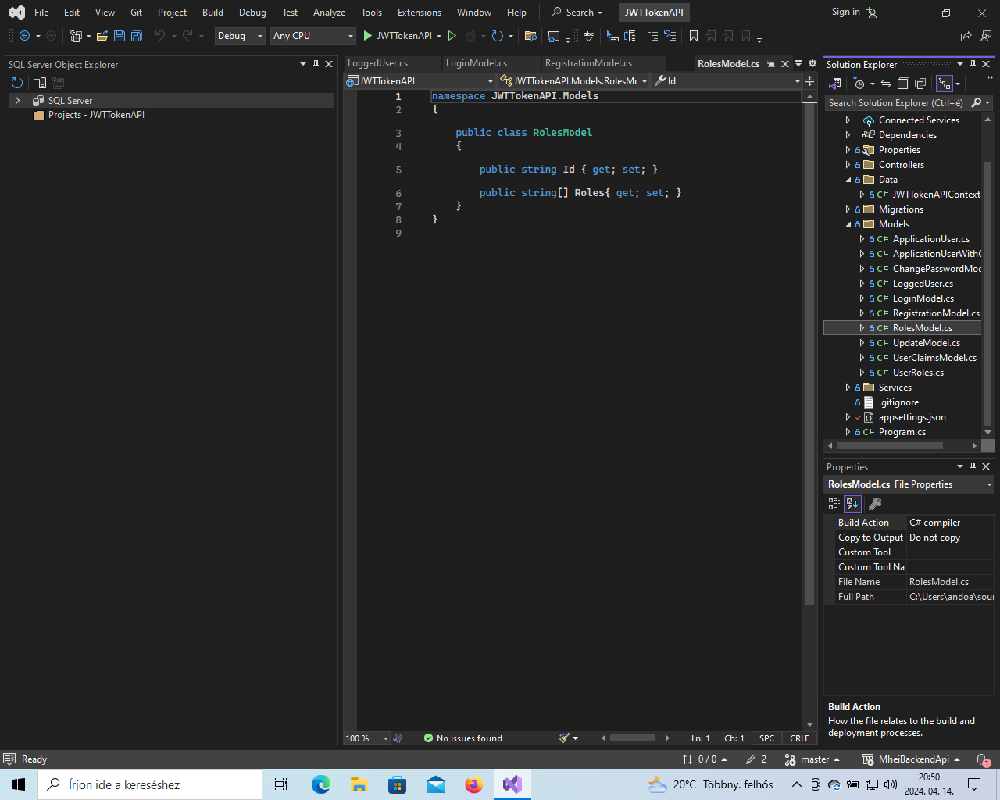 File Edit View Git Project Build Debug Test Analyze Tools Extensions Window Help Search JWTTokenAPI Sign in
Debug Any CPU JWTTokenAPI
SQL Server Object Explorer
SQL Server
Projects - JWTTokenAPI
LoggedUser.cs LoginModel.cs RegistrationModel.cs RolesModel.cs
JWTTokenAPI JWTTokenAPI.Models.RolesMo Id
1 namespace JWTTokenAPI.Models
2 {
3 public class RolesModel
4 {
5 public string Id { get; set; }
6 public string[] Roles{ get; set; }
7 }
8 }
9
100 % No issues found Ln: 1 Ch: 1 SPC CRLF
Solution Explorer
Search Solution Explorer (Ctrl+é)
Connected Services
Dependencies
Properties
Controllers
Data
C# JWTTokenAPIContext
Migrations
Models
C# ApplicationUser.cs
C# ApplicationUserWithC
C# ChangePasswordMod
C# LoggedUser.cs
C# LoginModel.cs
C# RegistrationModel.cs
C# RolesModel.cs
C# UpdateModel.cs
C# UserClaimsModel.cs
C# UserRoles.cs
Services
.gitignore
appsettings.json
C# Program.cs
Properties
RolesModel.cs File Properties
Build Action C# compiler
Copy to Output Do not copy
Custom Tool
Custom Tool Na
File Name RolesModel.cs
Full Path C:\Users\andoa\sour
Build Action
How the file relates to the build and
deployment processes.
Ready 0 / 0 2 master MheiBackendApi 1
Írjon ide a kereséshez 20°C Többny. felhős 20:50
2024. 04. 14.